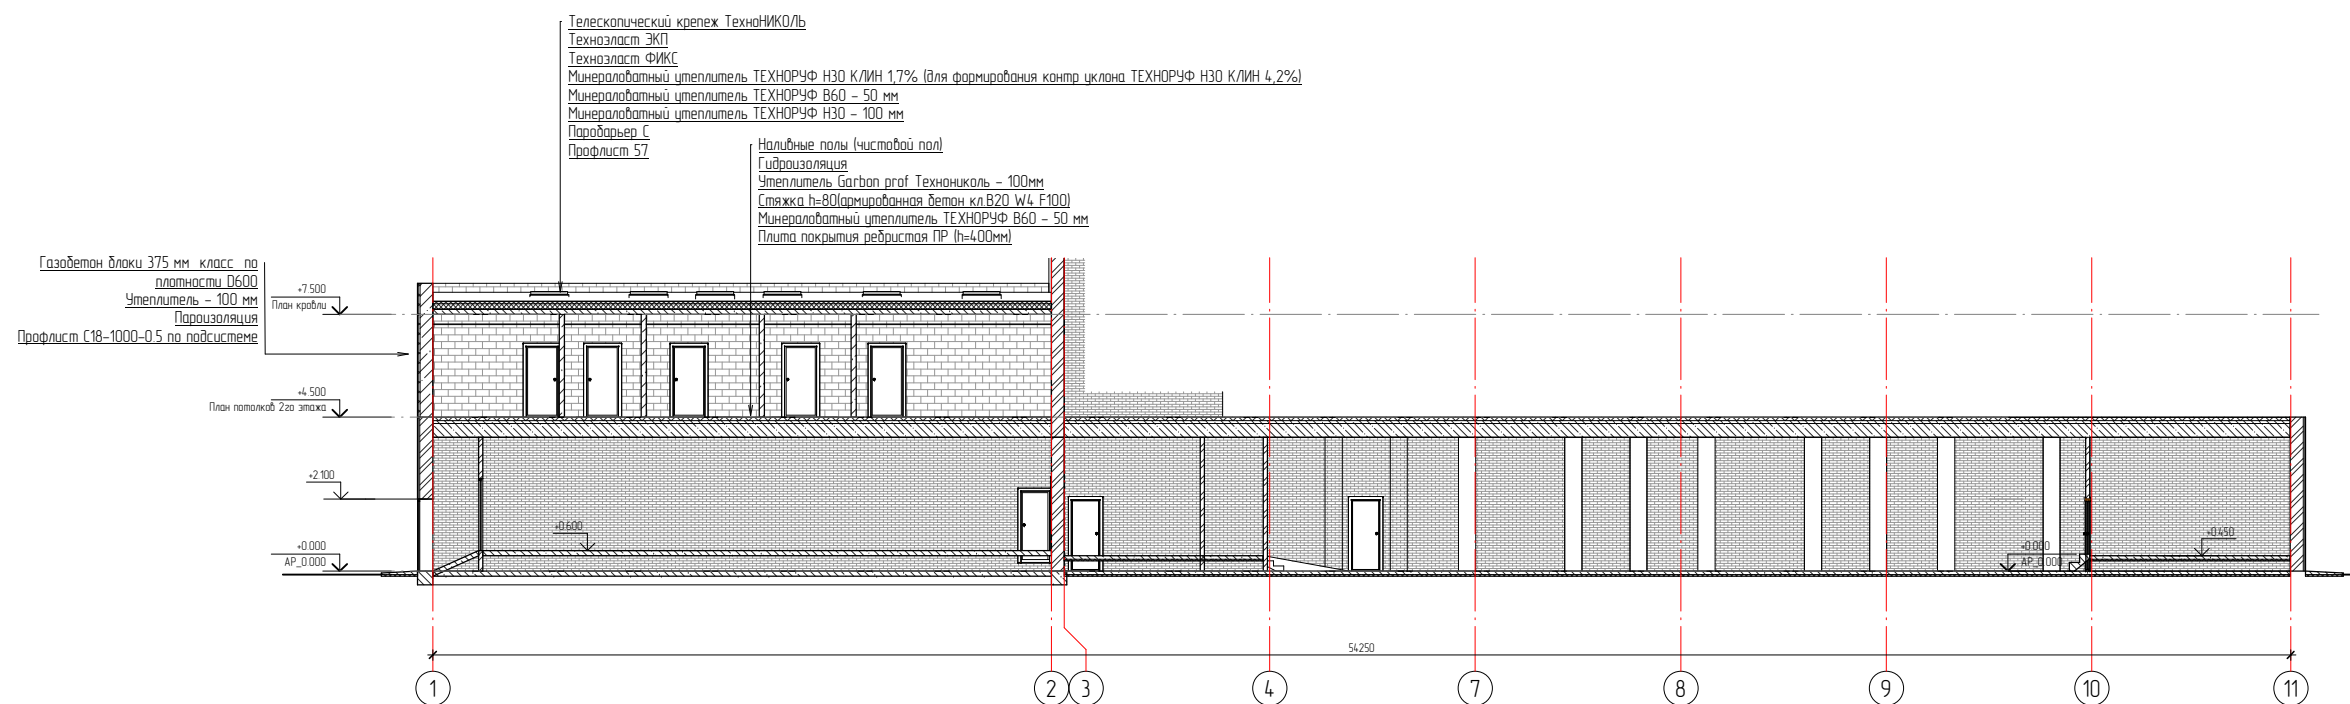 Телескопический крепеж ТехноНИКОЛЬ
Техноэласт ЭКП
Техноэласт ФИКС
Минераловатный утеплитель ТЕХНОРУФ Н30 КЛИН 1,7% (для формирования контр уклона ТЕХНОРУФ Н30 КЛИН 4,2%)
Минераловатный утеплитель ТЕХНОРУФ В60 - 50 мм
Минераловатный утеплитель ТЕХНОРУФ Н30 - 100 мм
Паробарьер С
Профлист 57
Наливные полы (чистовой пол)
Гидроизоляция
Утеплитель Garbon prof Технониколь - 100мм
Стяжка h=80(армированная бетон кл.В20 W4 F100)
Минераловатный утеплитель ТЕХНОРУФ В60 - 50 мм
Плита покрытия ребристая ПР (h=400мм)
Газобетон блоки 375 мм класс по
плотности D600
Утеплитель - 100 мм
Пароизоляция
Профлист С18-1000-0.5 по подсистеме
+7.500
План кровли
+4.500
План потолков 2го этажа
+2.100
+0.600
+0.450
+0.000
АР_0.000
+0.000
АР_0.000
54250
1
2
3
4
7
8
9
10
11